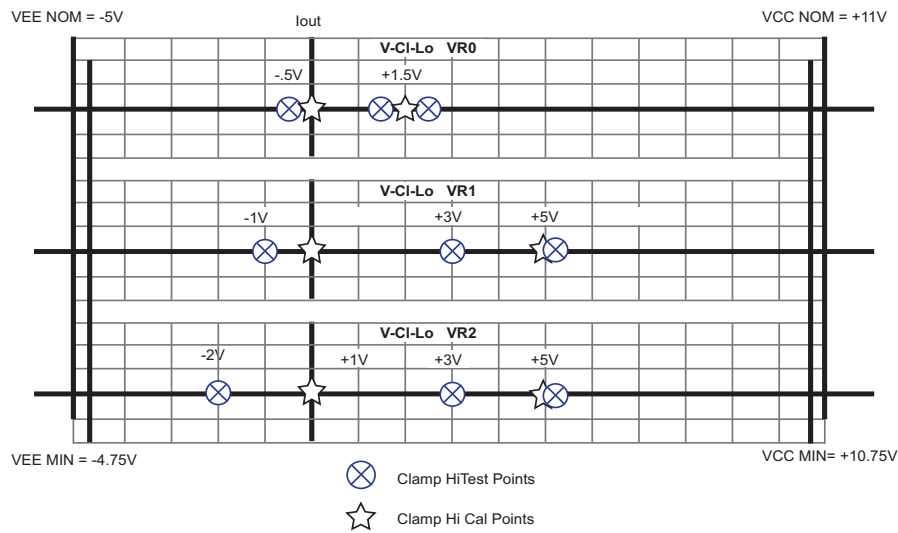 VEE NOM = -5V
Iout
VCC NOM = +11V
V-Cl-Lo VR0
-.5V
+1.5V
V-Cl-Lo VR1
-1V
+3V
+5V
V-Cl-Lo VR2
-2V
+1V
+3V
+5V
VEE MIN = -4.75V
VCC MIN= +10.75V
Clamp HiTest Points
Clamp Hi Cal Points